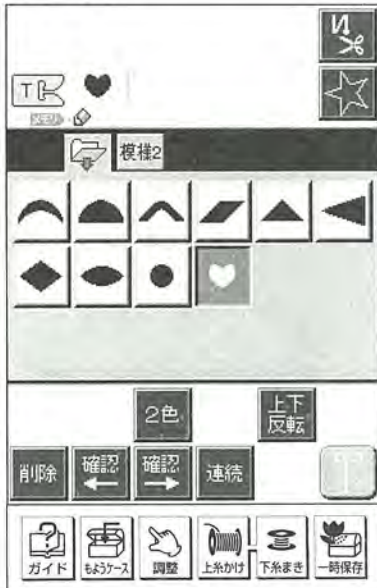 T
模様2
2色
上下
反転
削除
確認
確認
連続
ガイド
もようケース
調整
上糸かけ
下糸まき
一時保存